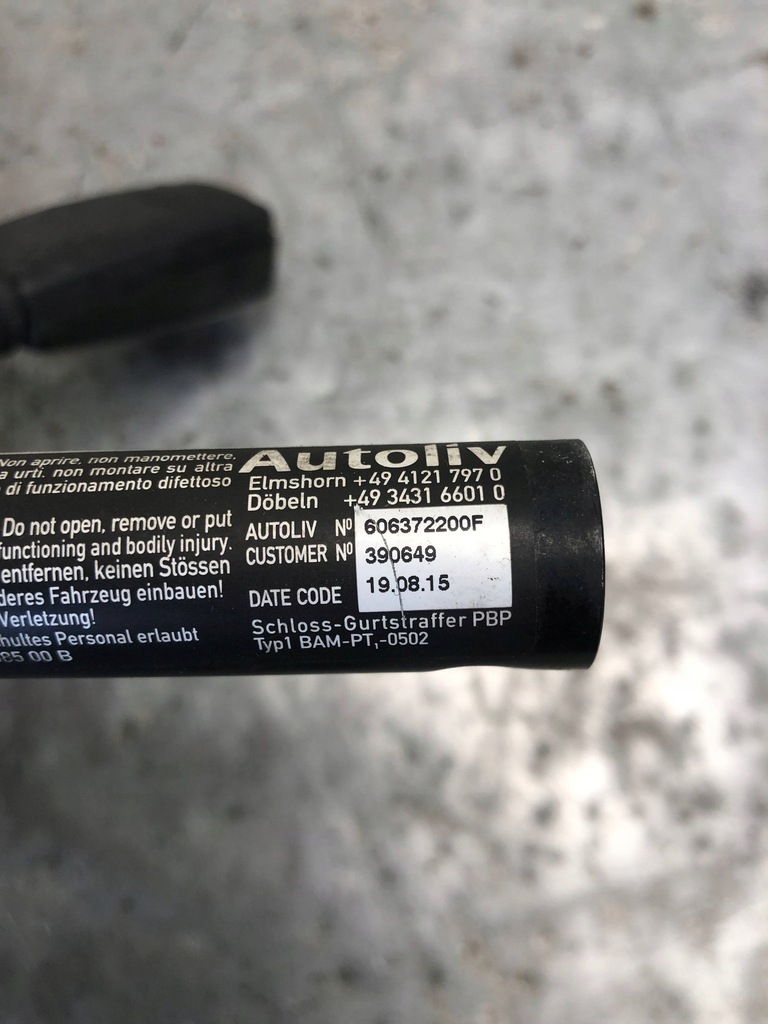 Non aprire, non manomettere,
urti. non montare su altra
di funzionamento difettoso
Do not open, remove or put
functioning and bodily injury.
entfernen, keinen Stössen
deres Fahrzeug einbauen!
Verletzung!
hultes Personal erlaubt
85 00 B
Autoliv
Elmshorn +49 4121 797 0
Döbeln +49 3431 6601 0
AUTOLIV Nº 606372200F
CUSTOMER Nº 390649
DATE CODE 19.08.15
Schloss-Gurtstraffer PBP
Typ1 BAM-PT,-0502